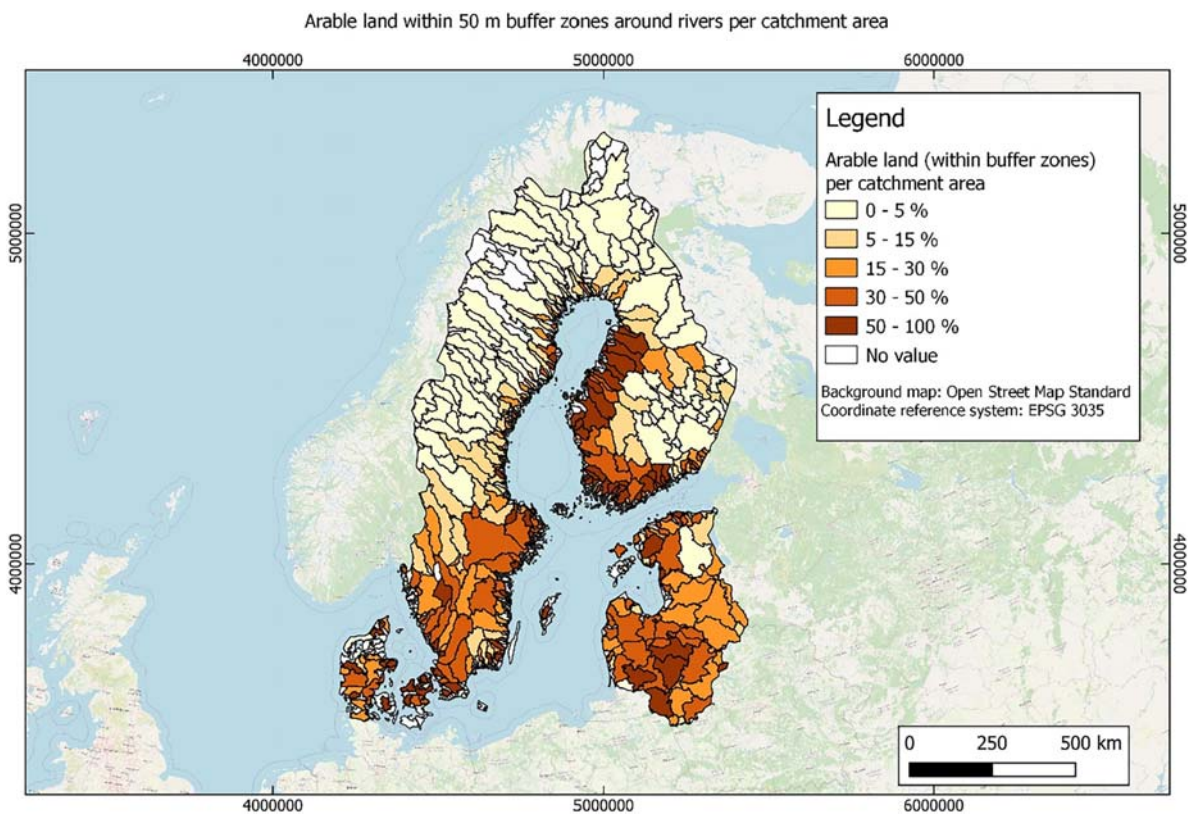 Arable land within 50 m buffer zones around rivers per catchment area
4000000 5000000 6000000
Legend
Arable land (within buffer zones)
per catchment area
0 - 5 %
5 - 15 %
15 - 30 %
30 - 50 %
50 - 100 %
No value
Background map: Open Street Map Standard
Coordinate reference system: EPSG 3035
5000000 5000000
4000000 4000000
0 250 500 km
4000000 5000000 6000000